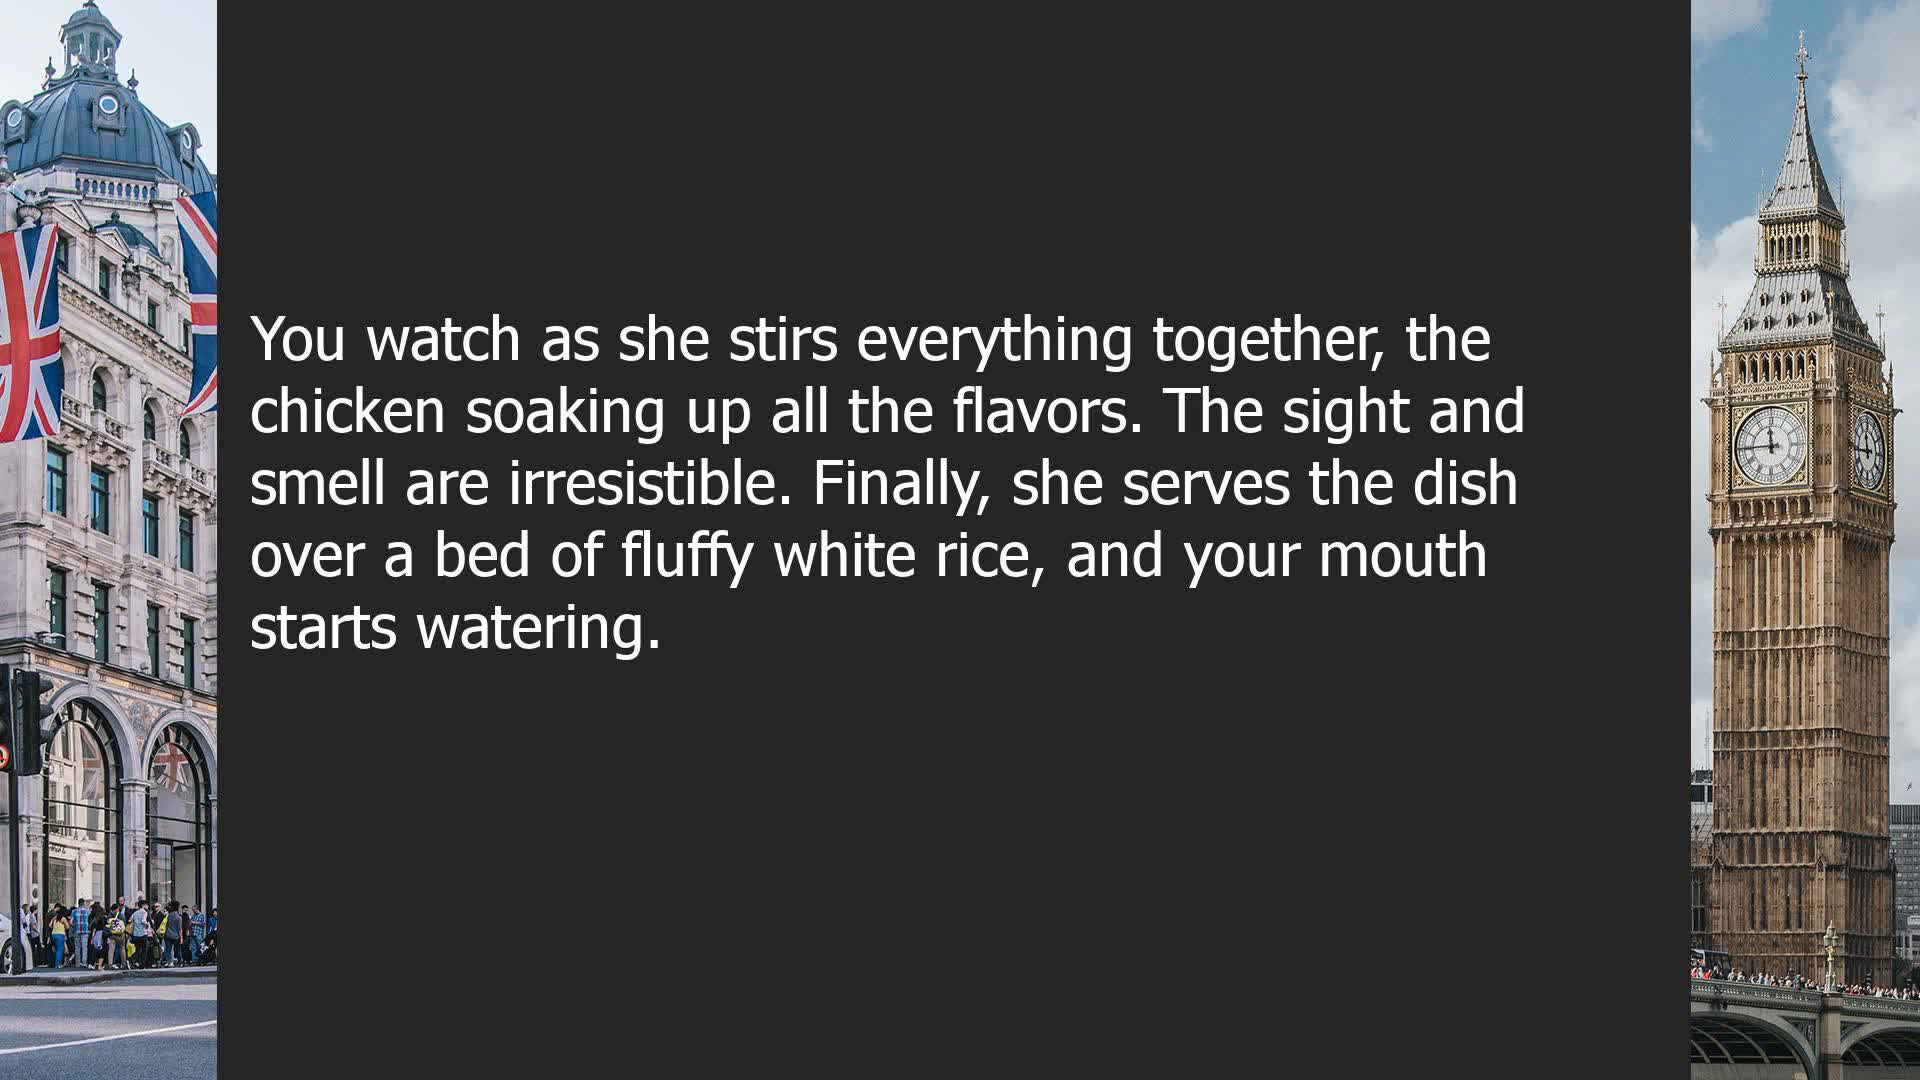 You watch as she stirs everything together, the
chicken soaking up all the flavors. The sight and
smell are irresistible. Finally, she serves the dish
over a bed of fluffy white rice, and your mouth
starts watering.